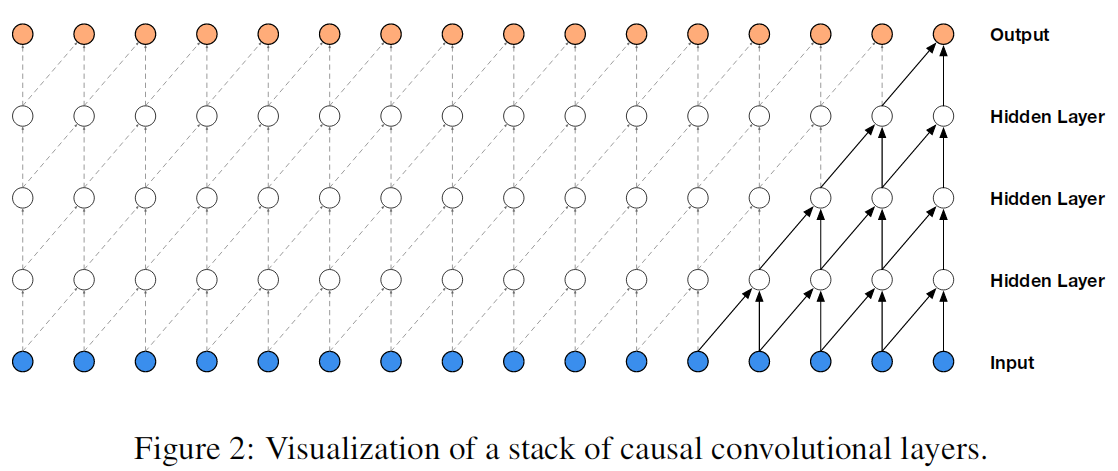 Output
Hidden Layer
Hidden Layer
Hidden Layer
Input
Figure 2: Visualization of a stack of causal convolutional layers.